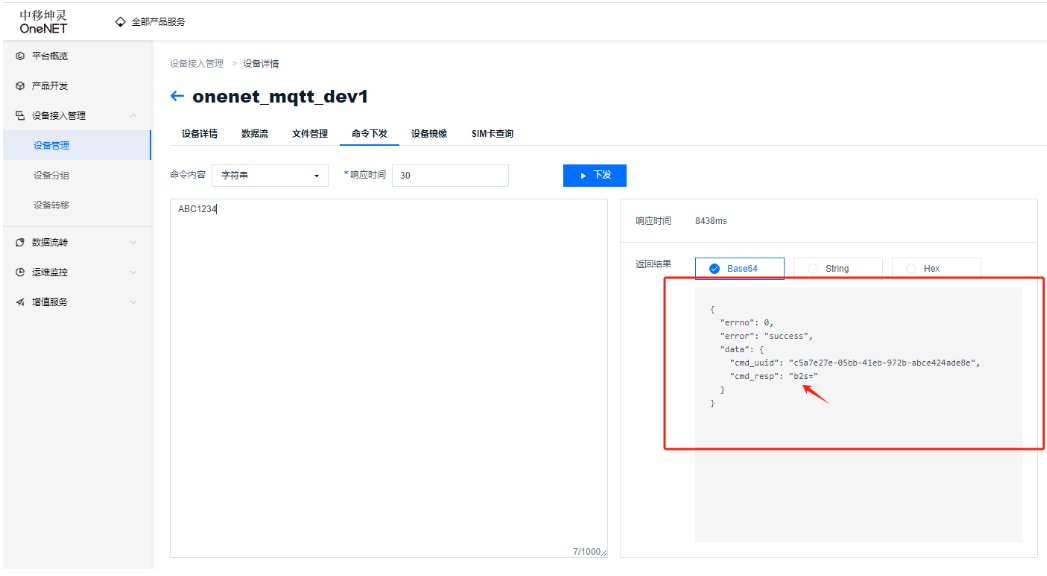 中移坤灵
OneNET
全部产品服务
平台概览
产品开发
设备接入管理
设备管理
设备分组
设备转移
数据流转
运维监控
增值服务
设备接入管理 > 设备详情
← onenet_mqtt_dev1
设备详情 数据流 文件管理 命令下发 设备镜像 SIM卡查询
命令内容 字符串 *响应时间 30 下发
ABC1234
7/1000
响应时间 8438ms
返回结果 Base64 String Hex
{
"errno": 0,
"error": "success",
"data": {
"cmd_uuid": "c5a7e27e-05bb-41eb-972b-abce424ade8e",
"cmd_resp": "b2s="
}
}